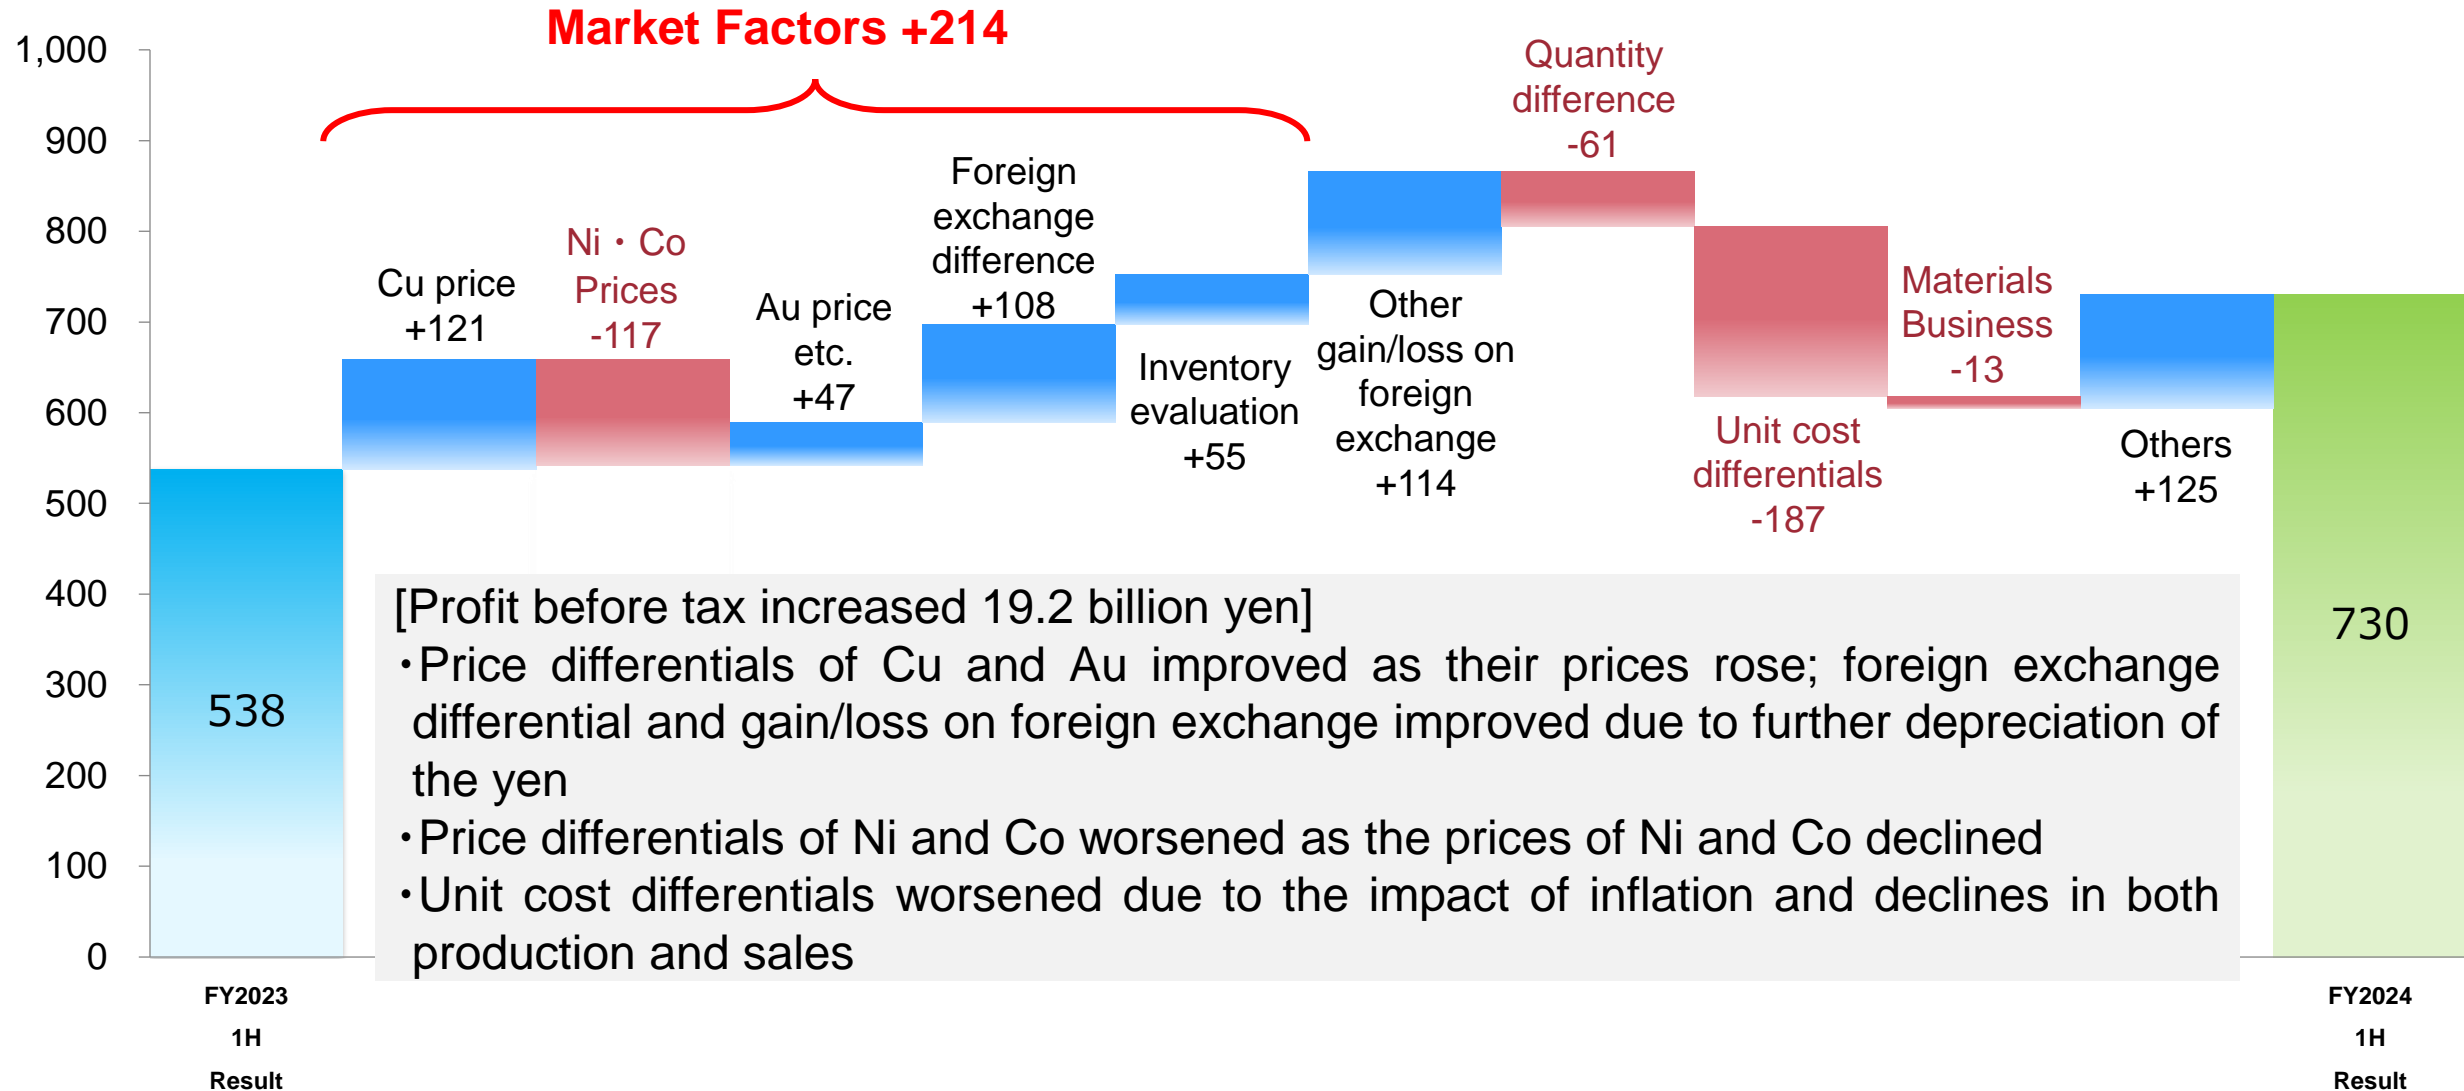 Market Factors +214
1,000
900
800
700
600
500
400
300
200
100
0
538
Cu price
+121
Ni・Co
Prices
-117
Au price
etc.
+47
Foreign
exchange
difference
+108
Inventory
evaluation
+55
Other
gain/loss on
foreign
exchange
+114
Quantity
difference
-61
Unit cost
differentials
-187
Materials
Business
-13
Others
+125
730
[Profit before tax increased 19.2 billion yen]
・Price differentials of Cu and Au improved as their prices rose; foreign exchange
differential and gain/loss on foreign exchange improved due to further depreciation of
the yen
・Price differentials of Ni and Co worsened as the prices of Ni and Co declined
・Unit cost differentials worsened due to the impact of inflation and declines in both
production and sales
FY2023
1H
Result
FY2024
1H
Result